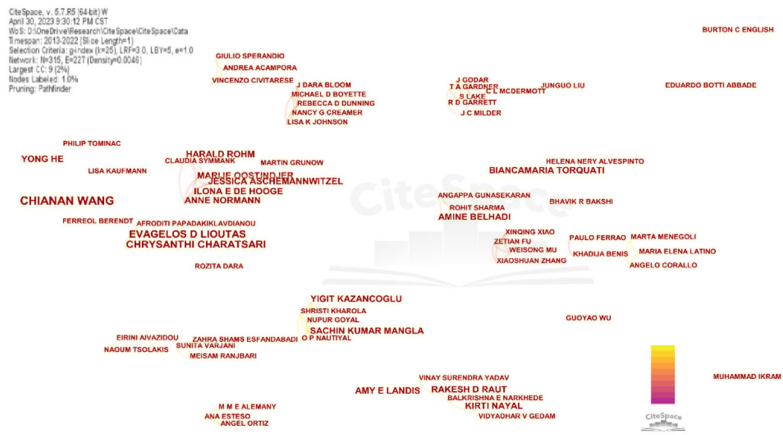 CiteSpace, v. 5.7.R5 (64-bit) W
April 30, 2023 9:30:12 PM CST
WoS: D:\OneDrive\Research\CiteSpace\CiteSpace\Data
Timespan: 2013-2022 (Slice Length=1)
Selection Criteria: g-index (k=25), LRF=3.0, LBY=5, e=1.0
Network: N=315, E=227 (Density=0.0046)
Largest CC: 9 (2%)
Nodes Labeled: 1.0%
Pruning: Pathfinder
BURTON C ENGLISH
GIULIO SPERANDIO
ANDREA ACAMPORA
VINCENZO CIVITARESE
J DARA BLOOM
MICHAEL D BOYETTE
REBECCA D DUNNING
NANCY G CREAMER
LISA K JOHNSON
J GODAR
T A GARDNER
C L MCDERMOTT
S LAKE
R D GARRETT
J C MILDER
JUNGUO LIU
EDUARDO BOTTI ABBADE
PHILIP TOMINAC
YONG HE
LISA KAUFMANN
HARALD ROHM
CLAUDIA SYMMANK
MARTIN GRUNOW
MARIJE OOSTINDJER
JESSICA ASCHEMANNWITZEL
ILONA E DE HOOGE
ANNE NORMANN
HELENA NERY ALVESPINTO
BIANCAMARIA TORQUATI
CiteSpace
CHIANAN WANG
ANGAPPA GUNASEKARAN
BHAVIK R BAKSHI
ROHIT SHARMA
AMINE BELHADI
FERREOL BERENDT
AFRODITI PAPADAKIKLAVDIANOU
EVAGELOS D LIOUTAS
CHRYSANTHI CHARATSARI
XINQING XIAO
ZETIAN FU
WEISONG MU
XIAOSHUAN ZHANG
PAULO FERRAO
KHADIJA BENIS
MARTA MENEGOLI
MARIA ELENA LATINO
ANGELO CORALLO
ROZITA DARA
YIGIT KAZANCOGLU
SHRISTI KHAROLA
NUPUR GOYAL
SACHIN KUMAR MANGLA
O P NAUTIYAL
GUOYAO WU
EIRINI AIVAZIDOU
ZAHRA SHAMS ESFANDABADI
NAOUM TSOLAKIS
SUNITA VARJANI
MEISAM RANJBARI
VINAY SURENDRA YADAV
AMY E LANDIS
RAKESH D RAUT
BALKRISHNA E NARKHEDE
KIRTI NAYAL
VIDYADHAR V GEDAM
MUHAMMAD IKRAM
M M E ALEMANY
ANA ESTESO
ANGEL ORTIZ
CiteSpace